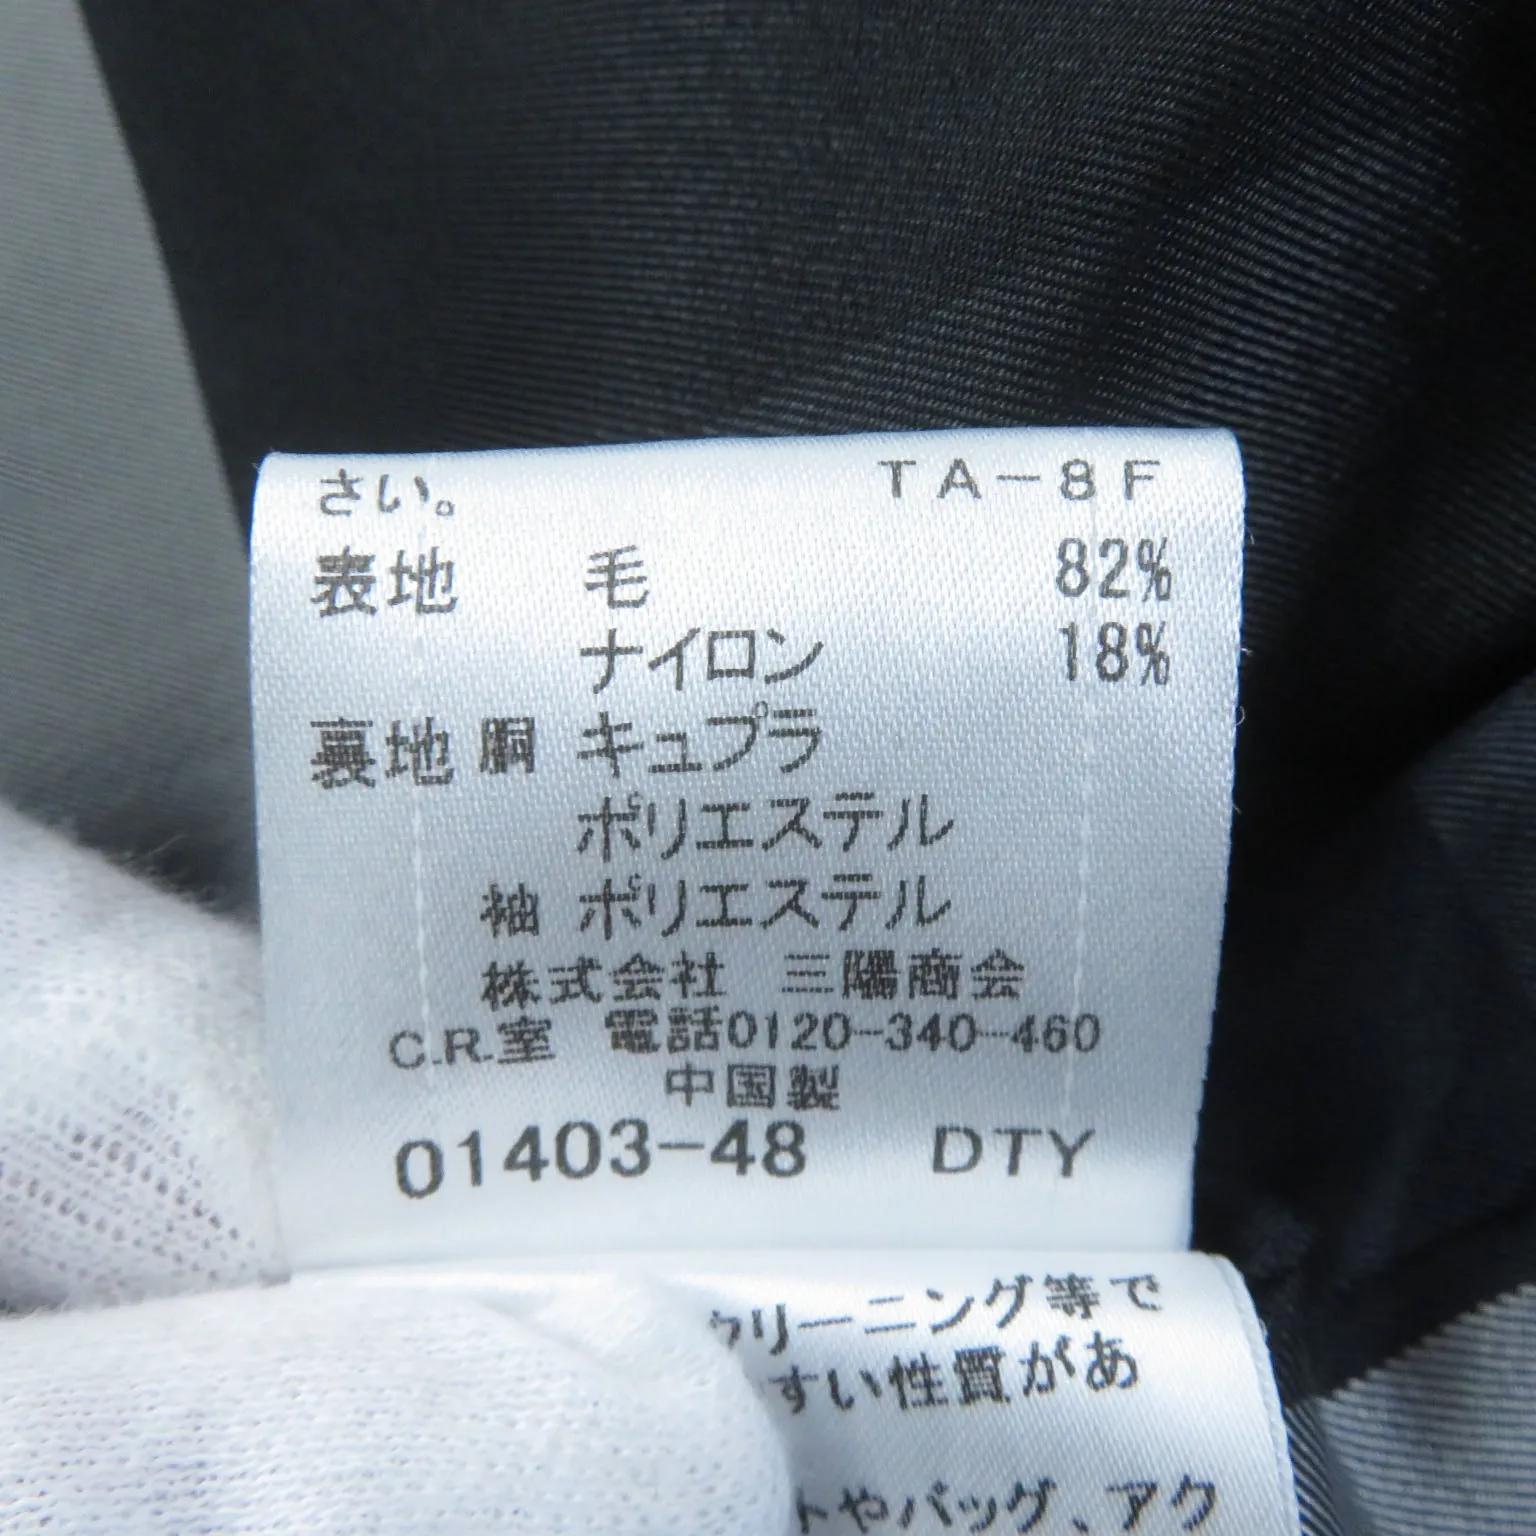 さい。 TA-8F
表地 毛 82%
ナイロン 18%
裏地 胴 キュプラ
ポリエステル
袖 ポリエステル
株式会社 三陽商会
C.R.室 電話0120-340-460
中国製
01403-48 DTY
クリーニング等で
すい性質があ
トやバッグ、アク